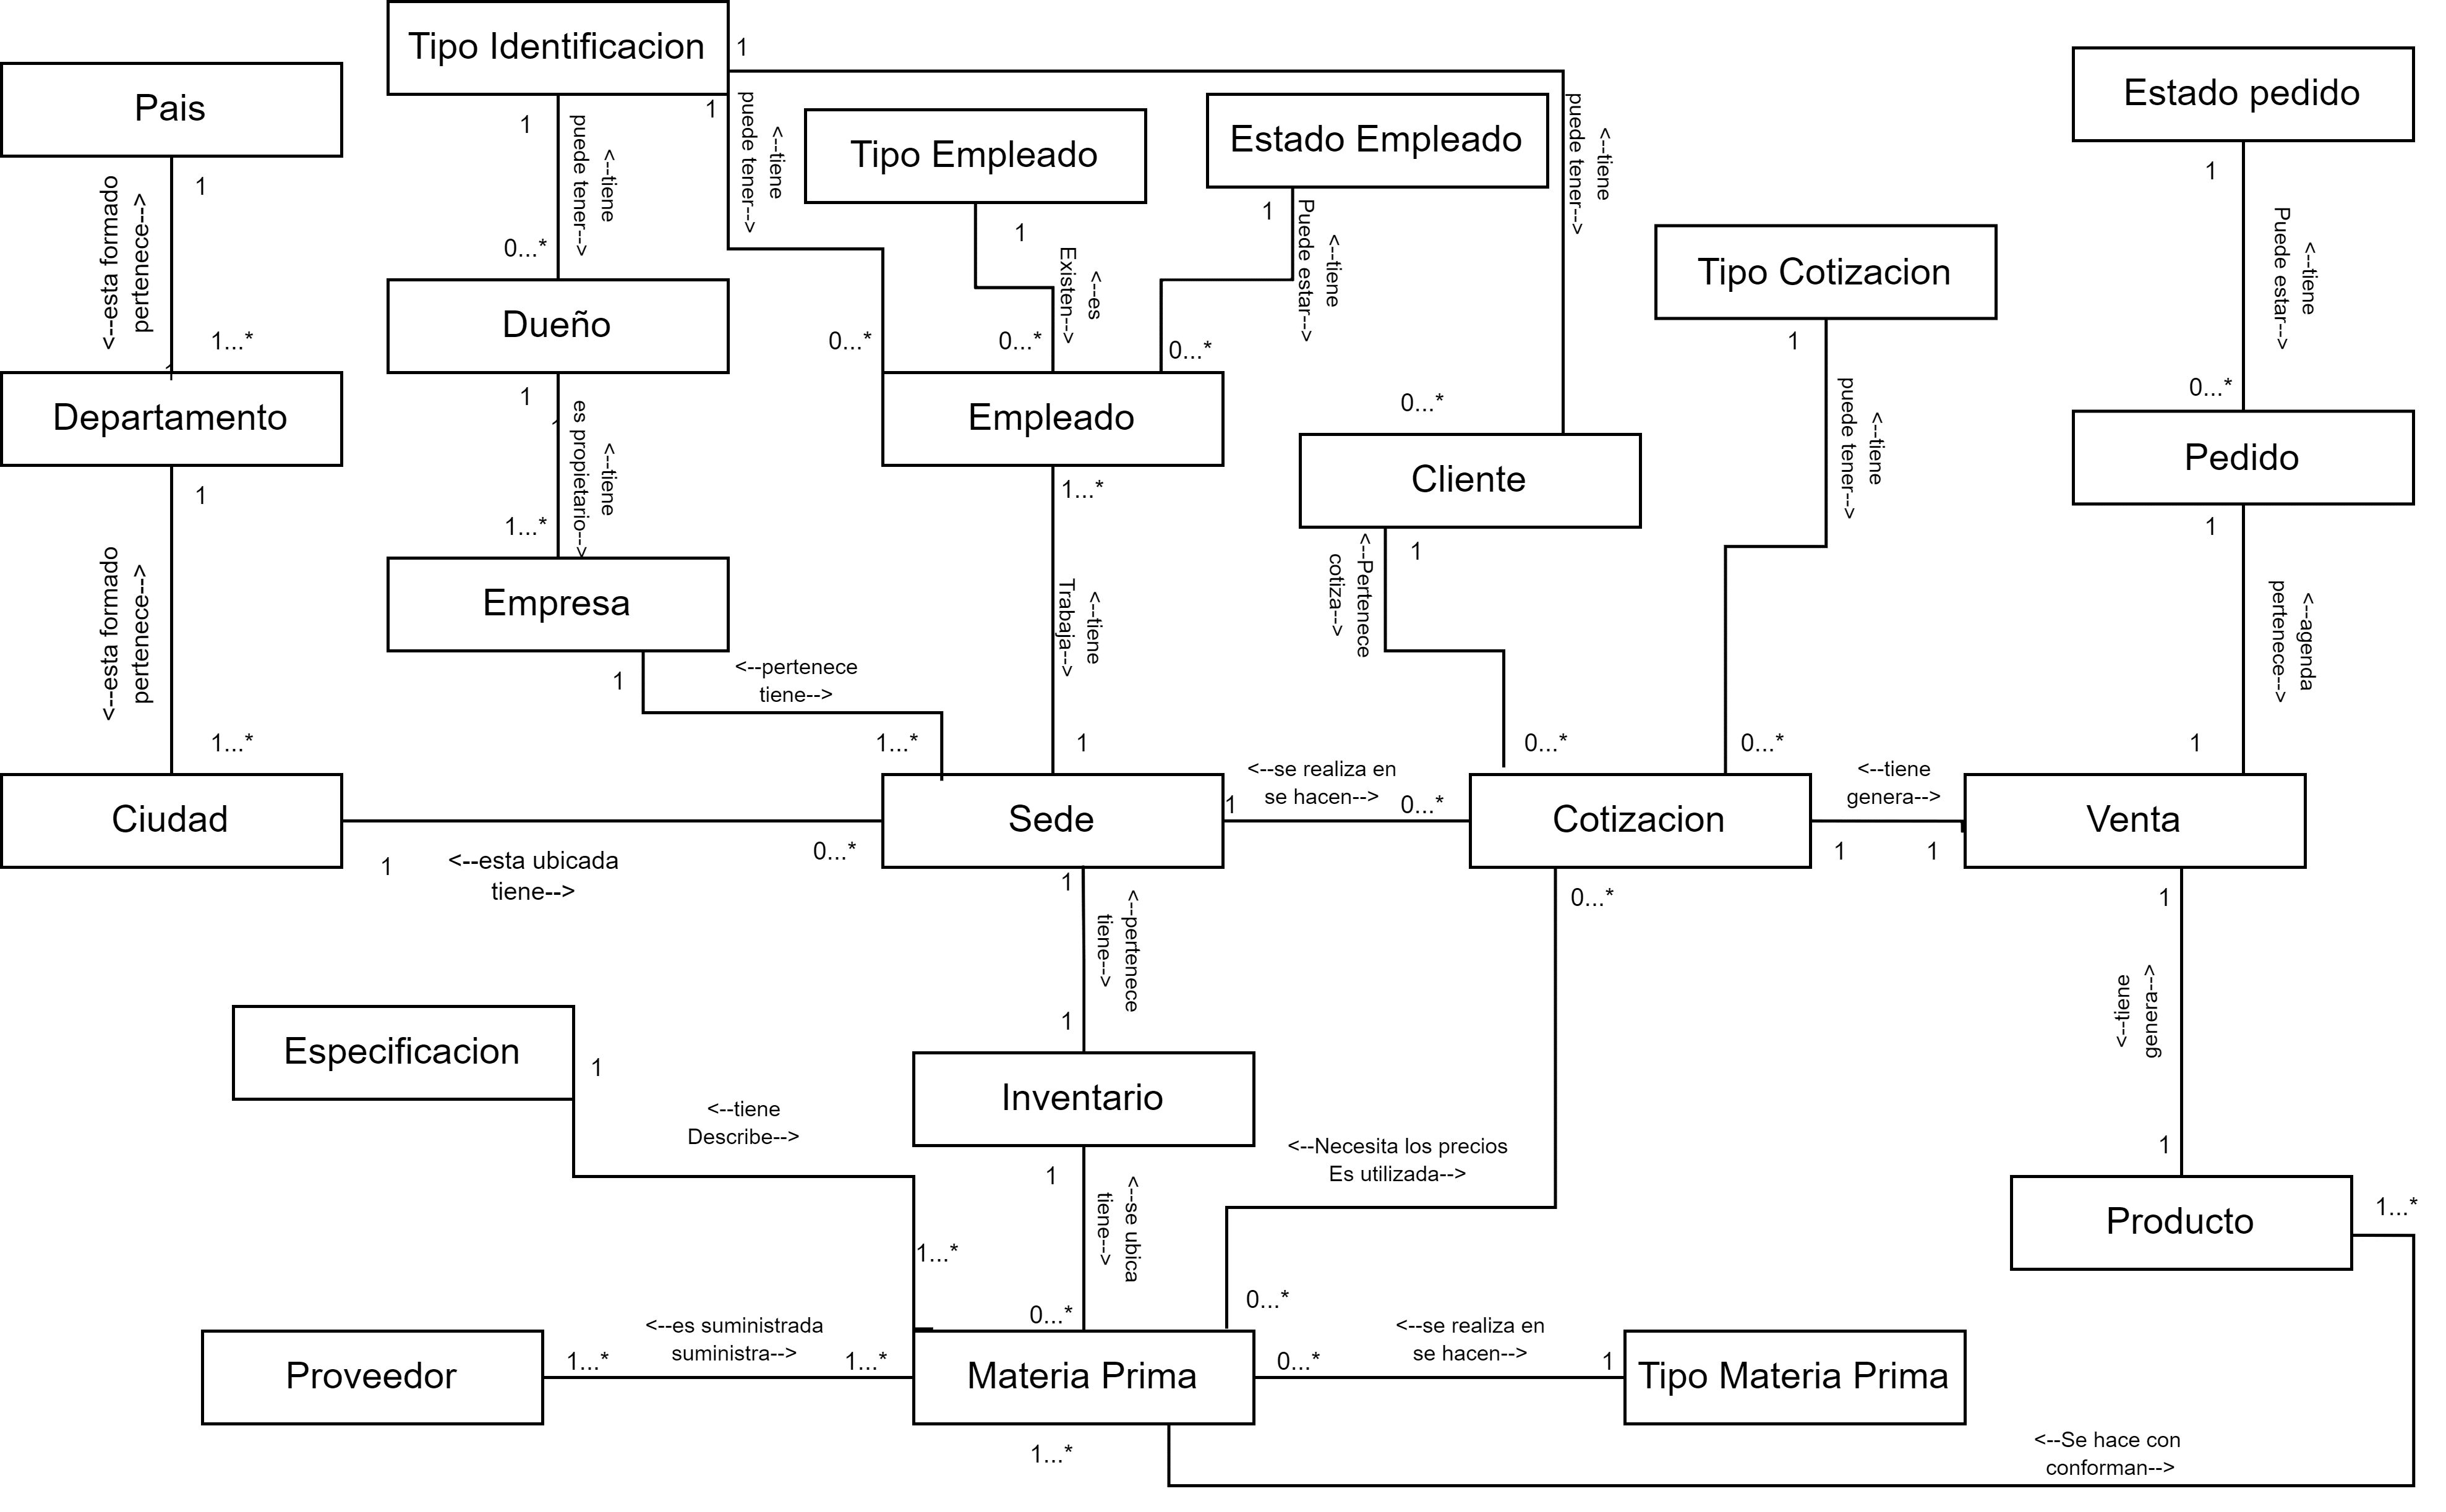 Tipo Identificacion
1
Pais
Estado pedido
1
1
puede tener-->
<--tiene
puede tener-->
<--tiene
Tipo Empleado
Estado Empleado
puede tener-->
<--tiene
1
1
<--esta formado
pertenece-->
0...*
1
Existen-->
<--es
1
Puede estar-->
<--tiene
Tipo Cotizacion
Puede estar-->
<--tiene
1...*
1
Dueño
0...*
0...*
0...*
1
0...*
Departamento
1
es propietario-->
<--tiene
Empleado
0...*
puede tener-->
<--tiene
Pedido
1
1...*
1...*
Cliente
1
<--esta formado
pertenece-->
Empresa
Trabaja-->
<--tiene
<--Pertenece
cotiza-->
1
<--agenda
pertenece-->
1
<--pertenece
tiene-->
1...*
1...*
1
0...*
0...*
1
Ciudad
Sede
<--se realiza en
se hacen-->
1
0...*
Cotizacion
<--tiene
genera-->
Venta
1
<--esta ubicada
tiene-->
0...*
1
1
1
<--pertenece
tiene-->
0...*
1
<--tiene
genera-->
Especificacion
1
1
Inventario
<--tiene
Describe-->
1
<--se ubica
tiene-->
<--Necesita los precios
Es utilizada-->
1
Producto
1...*
1...*
0...*
0...*
Proveedor
1...*
<--es suministrada
suministra-->
1...*
Materia Prima
0...*
<--se realiza en
se hacen-->
1
Tipo Materia Prima
1...*
<--Se hace con
conforman-->